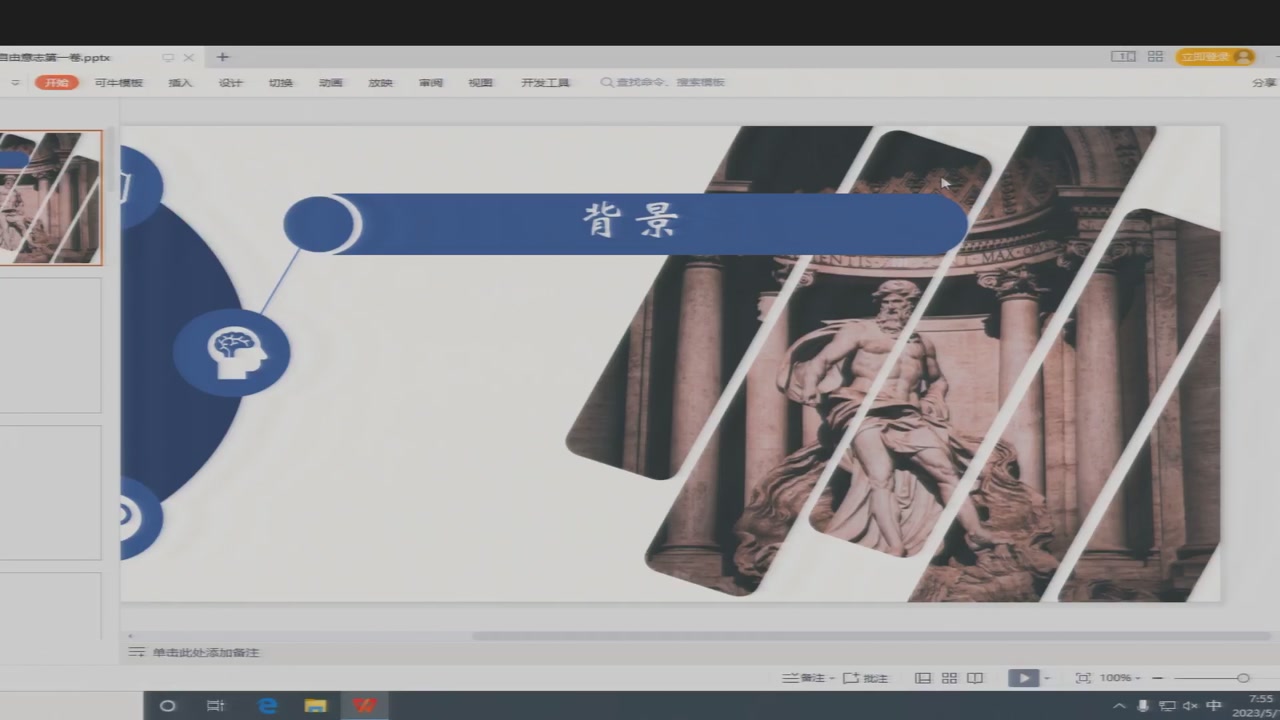 自由意志第一卷.pptx
立即登录
开始 可牛模板 插入 设计 切换 动画 放映 审阅 视图 开发工具 查找命令、搜索模板
分享
背景
MAX
单击此处添加备注
备注 批注 100%
中
7:55
2023/5/